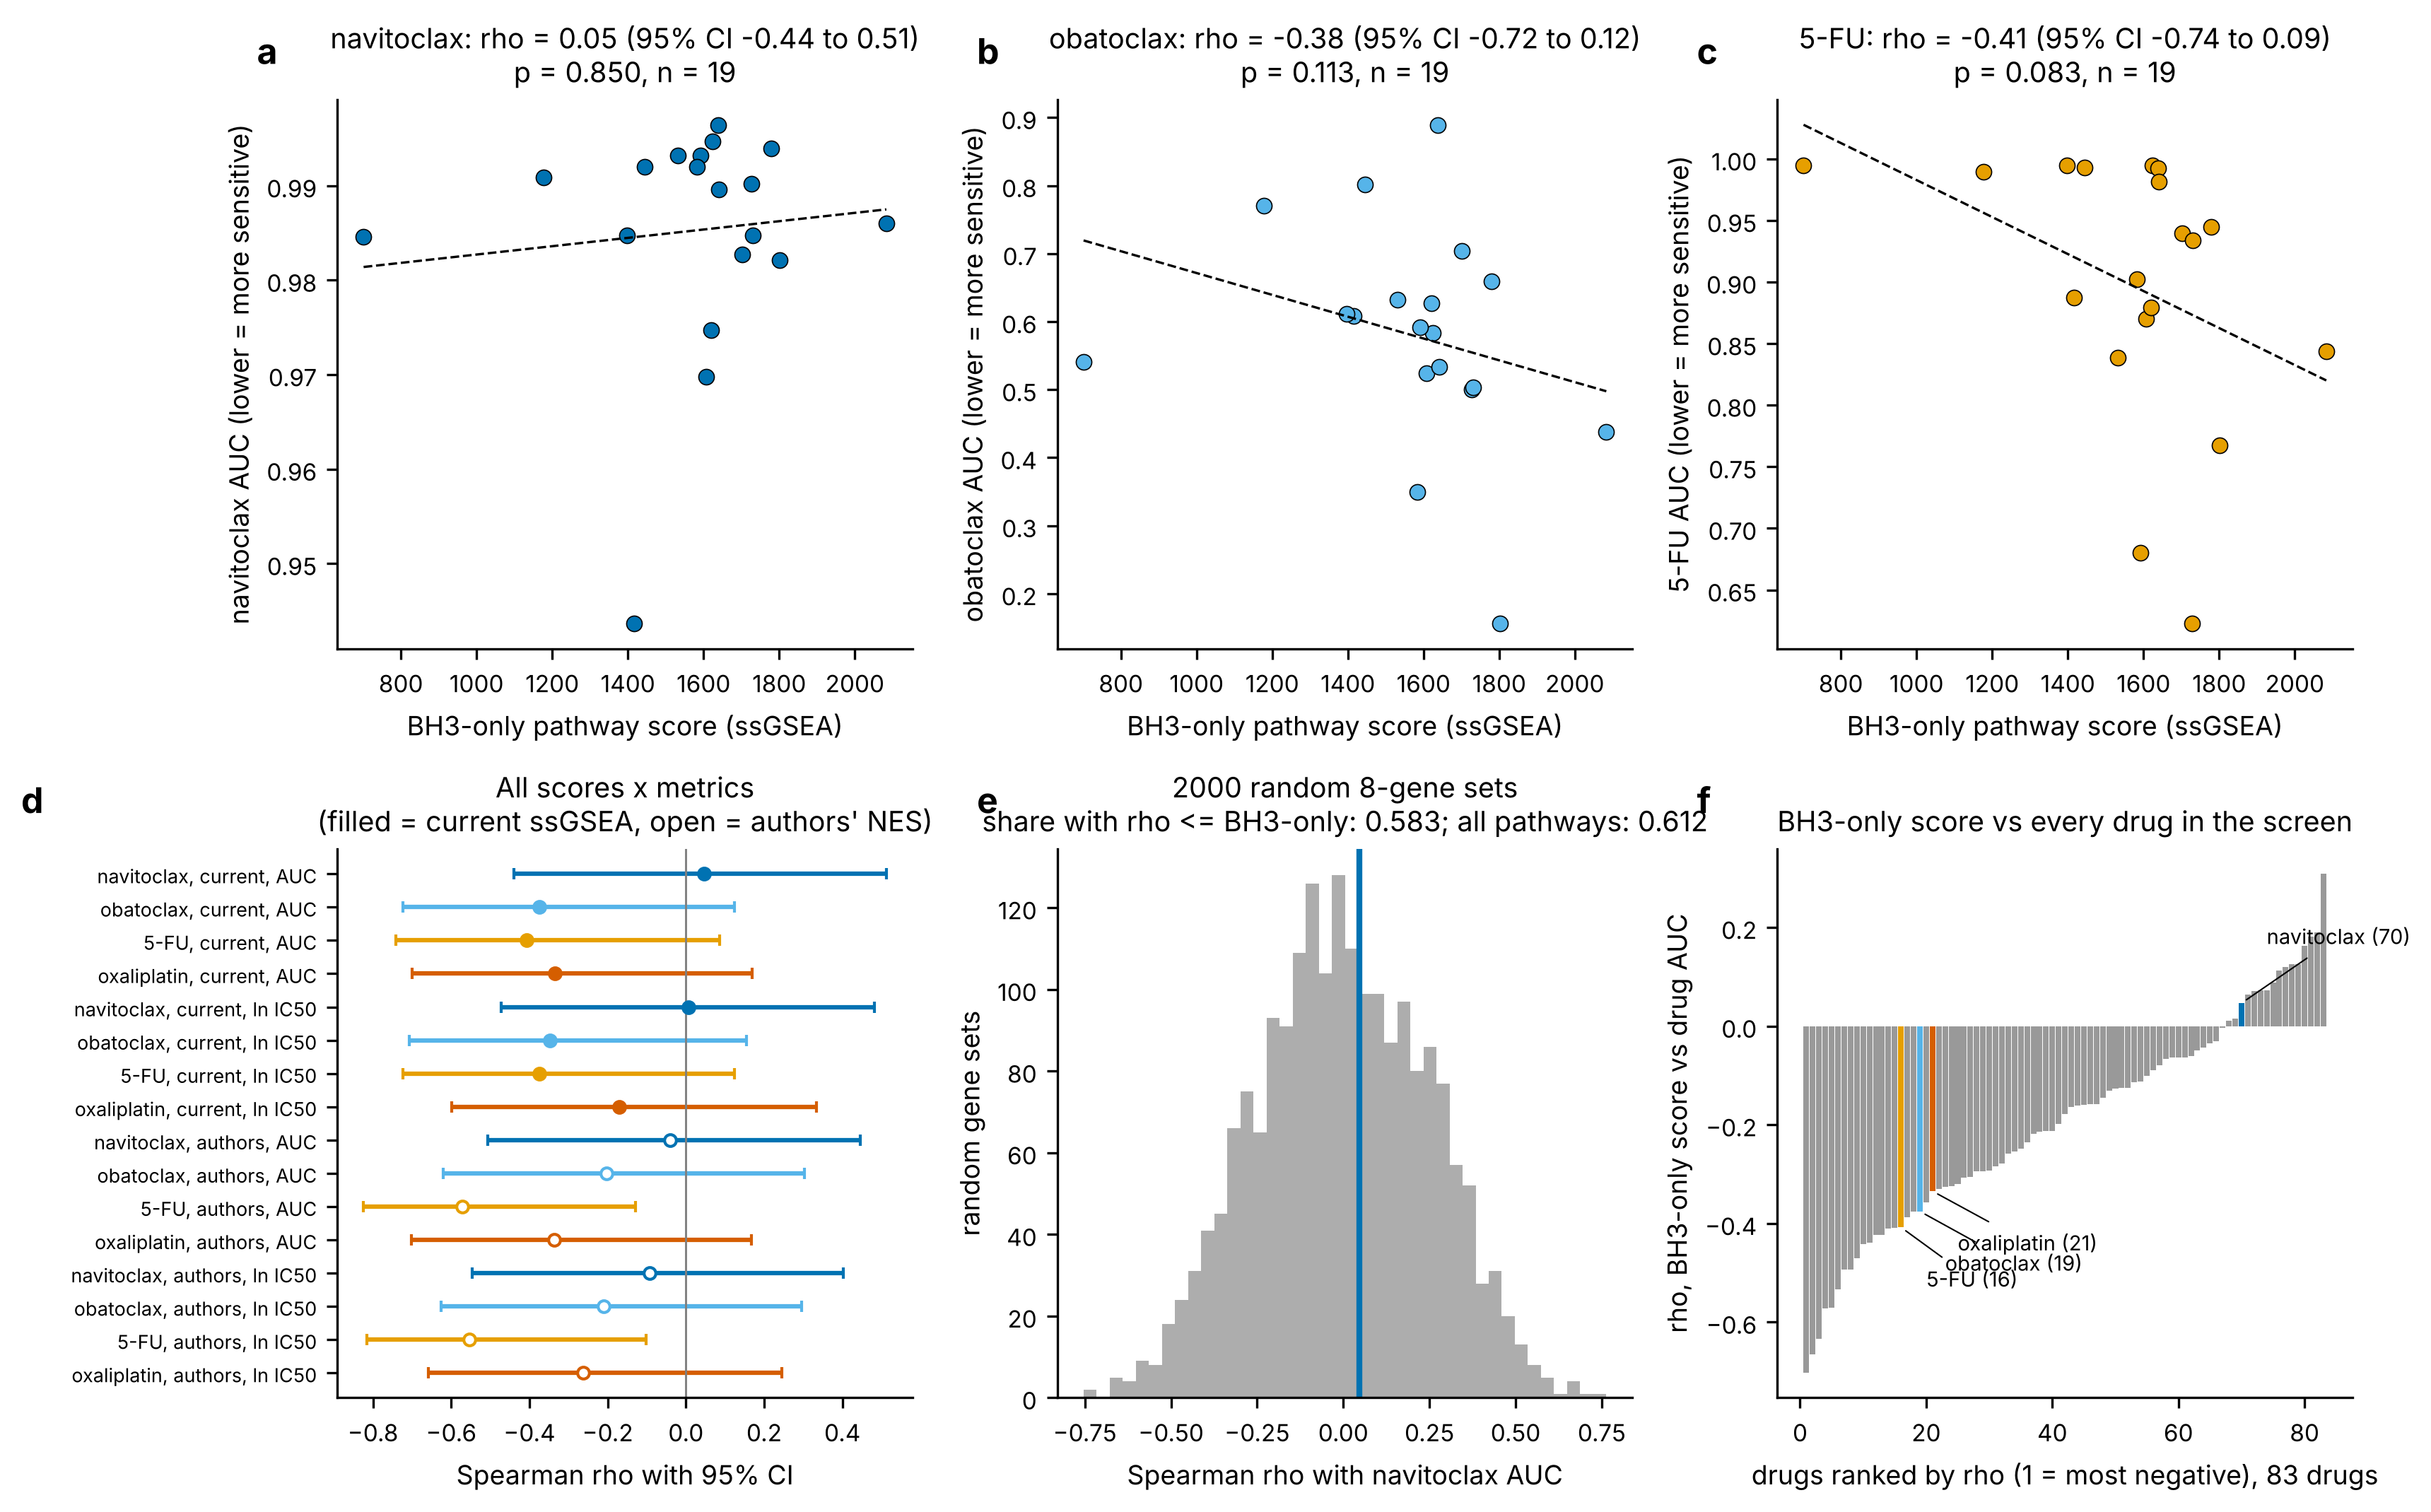 a
navitoclax: rho = 0.05 (95% CI -0.44 to 0.51)
p = 0.850, n = 19
navitoclax AUC (lower = more sensitive)
0.99
0.98
0.97
0.96
0.95
800 1000 1200 1400 1600 1800 2000
BH3-only pathway score (ssGSEA)
b
obatoclax: rho = -0.38 (95% CI -0.72 to 0.12)
p = 0.113, n = 19
obatoclax AUC (lower = more sensitive)
0.9
0.8
0.7
0.6
0.5
0.4
0.3
0.2
800 1000 1200 1400 1600 1800 2000
BH3-only pathway score (ssGSEA)
c
5-FU: rho = -0.41 (95% CI -0.74 to 0.09)
p = 0.083, n = 19
5-FU AUC (lower = more sensitive)
1.00
0.95
0.90
0.85
0.80
0.75
0.70
0.65
800 1000 1200 1400 1600 1800 2000
BH3-only pathway score (ssGSEA)
d
All scores x metrics
(filled = current ssGSEA, open = authors' NES)
navitoclax, current, AUC
obatoclax, current, AUC
5-FU, current, AUC
oxaliplatin, current, AUC
navitoclax, current, ln IC50
obatoclax, current, ln IC50
5-FU, current, ln IC50
oxaliplatin, current, ln IC50
navitoclax, authors, AUC
obatoclax, authors, AUC
5-FU, authors, AUC
oxaliplatin, authors, AUC
navitoclax, authors, ln IC50
obatoclax, authors, ln IC50
5-FU, authors, ln IC50
oxaliplatin, authors, ln IC50
−0.8 −0.6 −0.4 −0.2 0.0 0.2 0.4
Spearman rho with 95% CI
e
2000 random 8-gene sets
share with rho <= BH3-only: 0.583; all pathways: 0.612
random gene sets
120
100
80
60
40
20
0
−0.75 −0.50 −0.25 0.00 0.25 0.50 0.75
Spearman rho with navitoclax AUC
f
BH3-only score vs every drug in the screen
rho, BH3-only score vs drug AUC
0.2
0.0
−0.2
−0.4
−0.6
navitoclax (70)
oxaliplatin (21)
obatoclax (19)
5-FU (16)
0 20 40 60 80
drugs ranked by rho (1 = most negative), 83 drugs